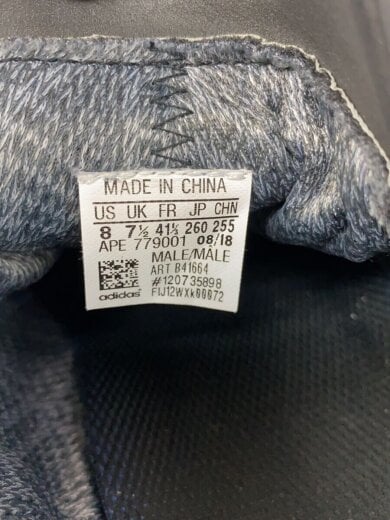 MADE IN CHINA
US UK FR JP CHN
8 7½ 41⅓ 260 255
APE 779001 08/18
MALE/MALE
ART B41664
#120735898
adidas FIJ12WXk00072